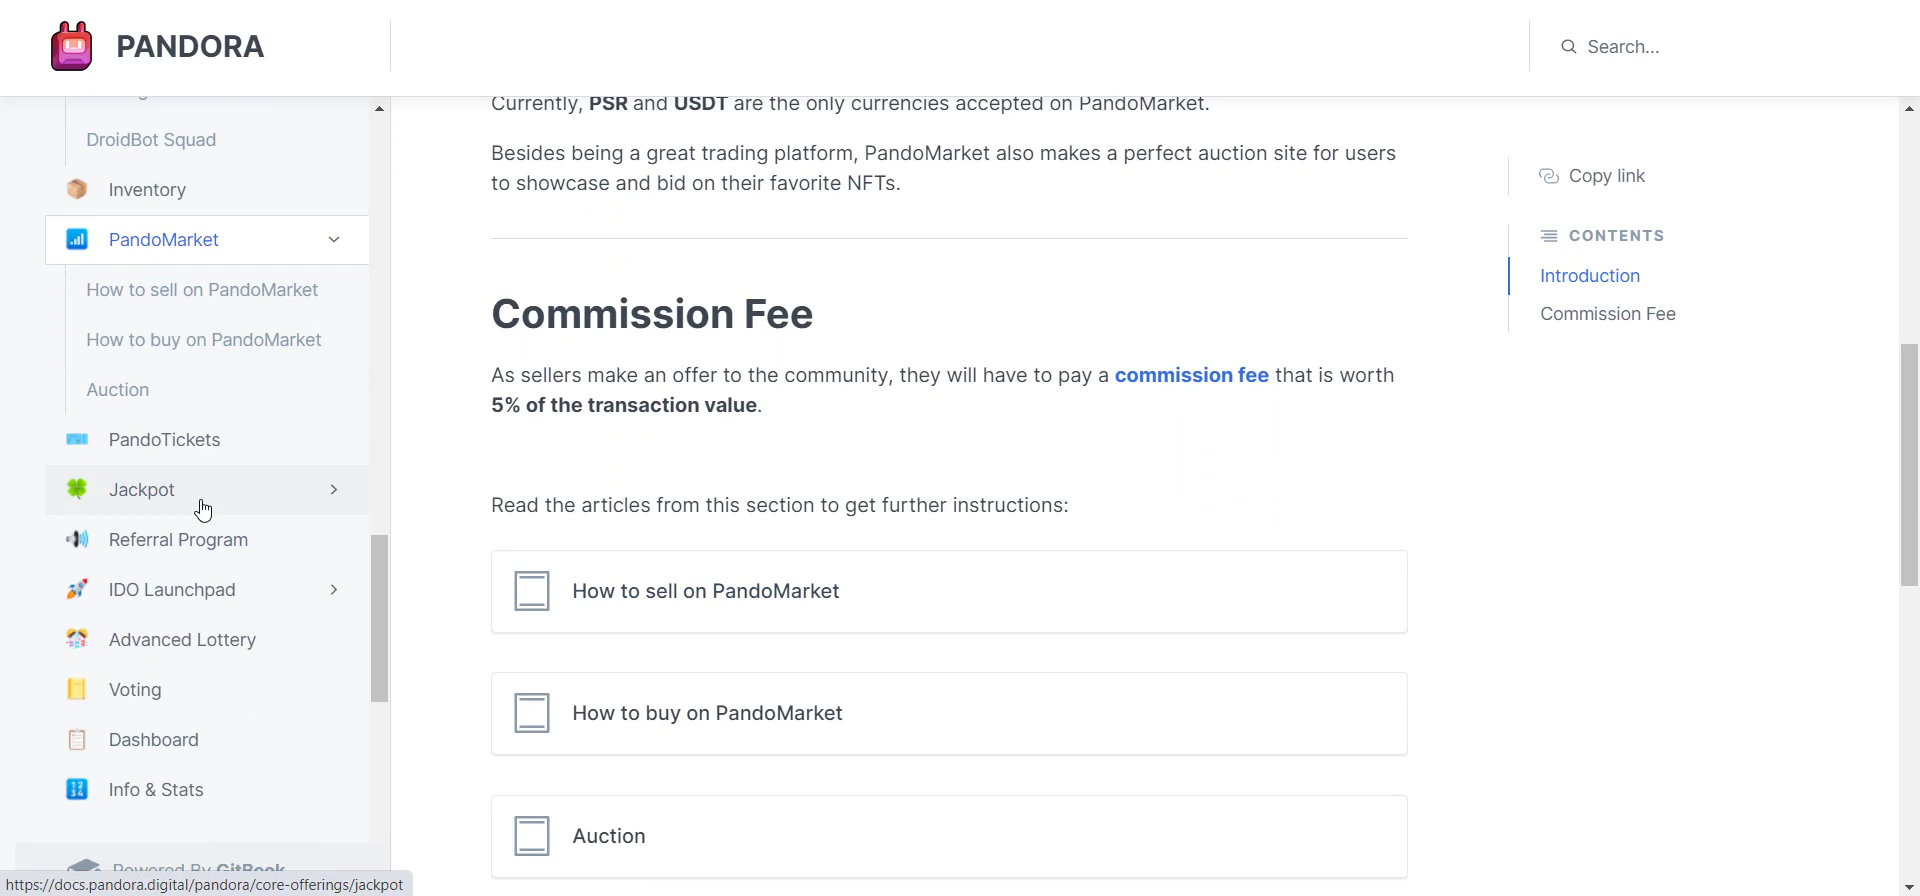 PANDORA
Search...
DroidBot Squad
Inventory
PandoMarket
How to sell on PandoMarket
How to buy on PandoMarket
Auction
PandoTickets
Jackpot
Referral Program
IDO Launchpad
Advanced Lottery
Voting
Dashboard
Info & Stats
Powered By GitBook
https://docs.pandora.digital/pandora/core-offerings/jackpot
Currently, PSR and USDT are the only currencies accepted on PandoMarket.
Besides being a great trading platform, PandoMarket also makes a perfect auction site for users
to showcase and bid on their favorite NFTs.
Commission Fee
As sellers make an offer to the community, they will have to pay a commission fee that is worth
5% of the transaction value.
Read the articles from this section to get further instructions:
How to sell on PandoMarket
How to buy on PandoMarket
Auction
Copy link
CONTENTS
Introduction
Commission Fee